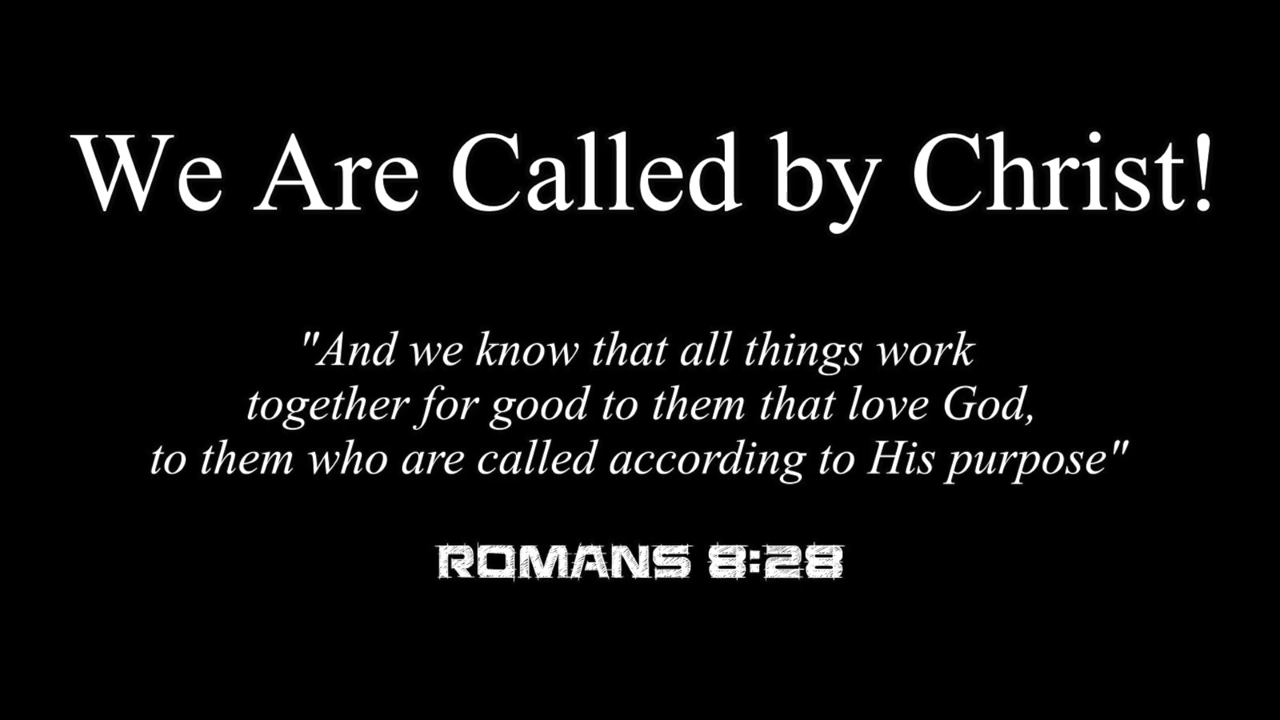 We Are Called by Christ!
"And we know that all things work
together for good to them that love God,
to them who are called according to His purpose"
ROMANS 8:28